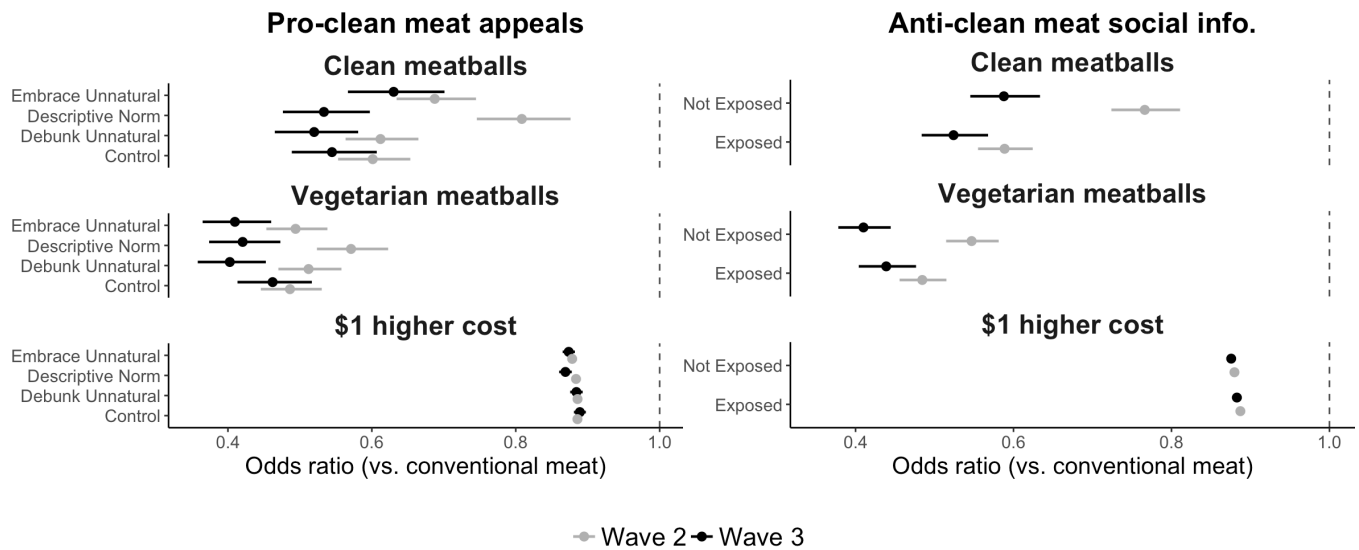 Pro-clean meat appeals
Clean meatballs
Embrace Unnatural
Descriptive Norm
Debunk Unnatural
Control
Vegetarian meatballs
Embrace Unnatural
Descriptive Norm
Debunk Unnatural
Control
$1 higher cost
Embrace Unnatural
Descriptive Norm
Debunk Unnatural
Control
0.4 0.6 0.8 1.0
Odds ratio (vs. conventional meat)
Anti-clean meat social info.
Clean meatballs
Not Exposed
Exposed
Vegetarian meatballs
Not Exposed
Exposed
$1 higher cost
Not Exposed
Exposed
0.4 0.6 0.8 1.0
Odds ratio (vs. conventional meat)
Wave 2 Wave 3